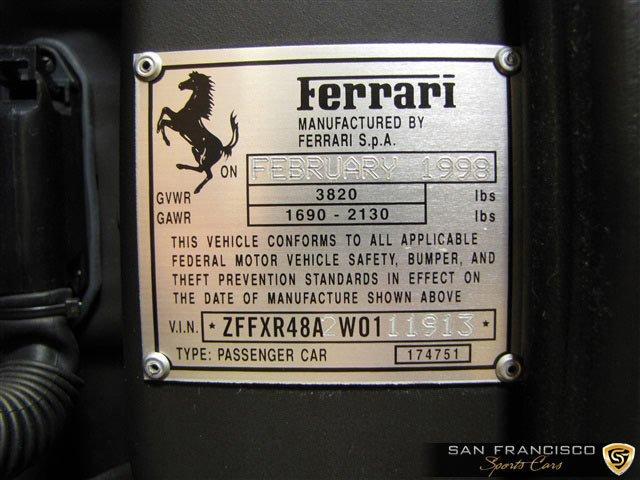 Ferrari
MANUFACTURED BY
FERRARI S.p.A.
ON FEBRUARY 1998
GVWR 3820 lbs
GAWR 1690 - 2130 lbs
THIS VEHICLE CONFORMS TO ALL APPLICABLE
FEDERAL MOTOR VEHICLE SAFETY, BUMPER, AND
THEFT PREVENTION STANDARDS IN EFFECT ON
THE DATE OF MANUFACTURE SHOWN ABOVE
V.I.N. * ZFFXR48A2W0111913 *
TYPE: PASSENGER CAR 174751
SAN FRANCISCO
Sports Cars